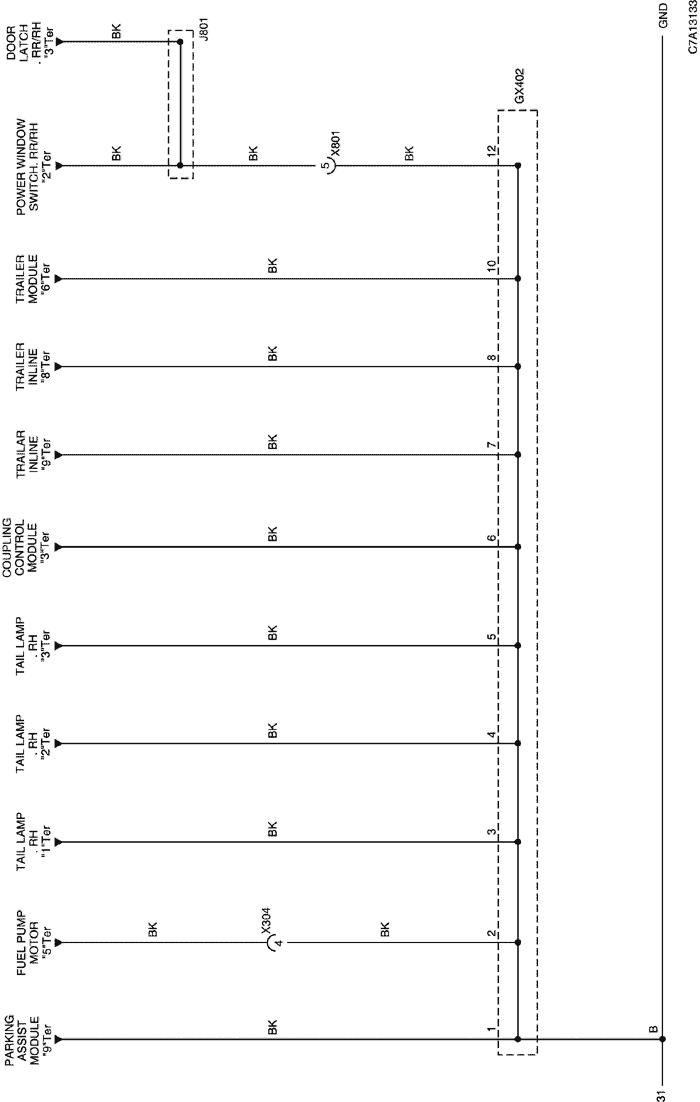 PARKING
ASSIST
MODULE
"9"Ter
FUEL PUMP
MOTOR
"5"Ter
TAIL LAMP
. RH
"1"Ter
TAIL LAMP
. RH
"2"Ter
TAIL LAMP
. RH
"3"Ter
COUPLING
CONTROL
MODULE
"3"Ter
TRAILAR
INLINE
"9"Ter
TRAILER
INLINE
"8"Ter
TRAILER
MODULE
"6"Ter
POWER WINDOW
SWITCH. RR/RH
"2"Ter
DOOR
LATCH
. RR/RH
"3"Ter
BK
BK
BK
J801
BK
X304
4
BK
BK
BK
BK
BK
BK
BK
BK
BK
BK
5
X801
BK
1
2
3
4
5
6
7
8
10
12
GX402
B
31
GND
C7A13133